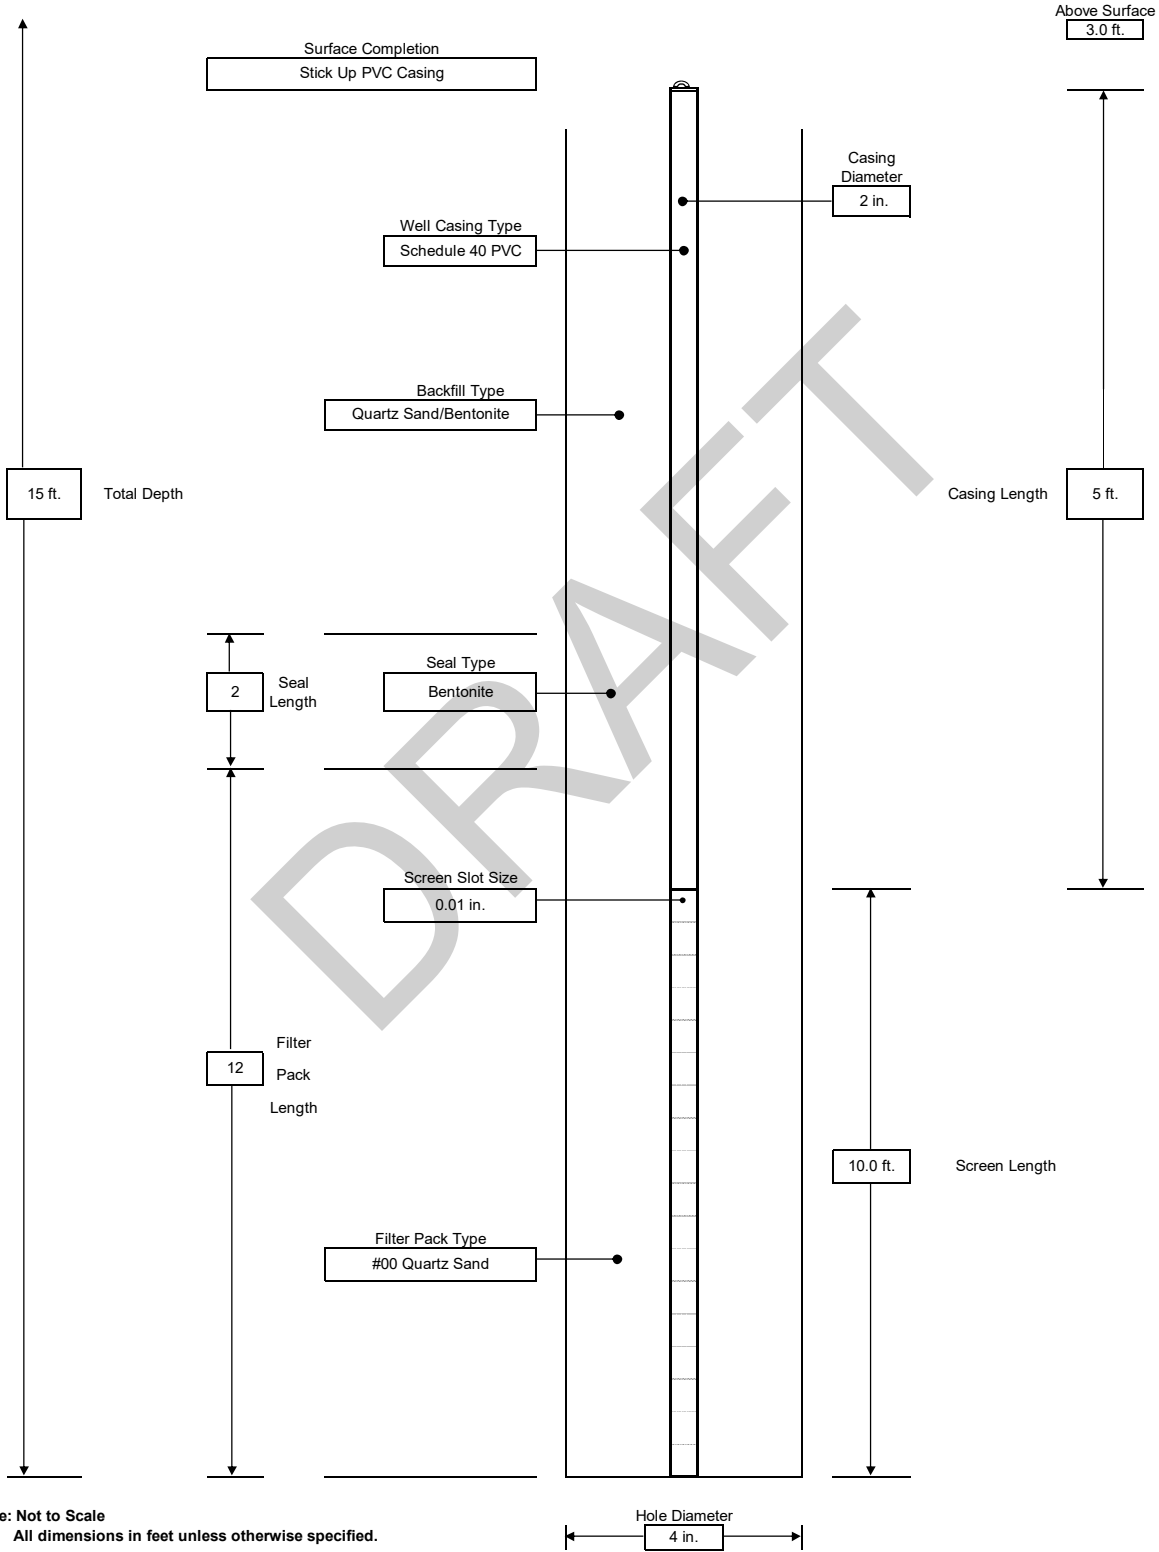 Above Surface
3.0 ft.
Surface Completion
Stick Up PVC Casing
Casing
Diameter
2 in.
Well Casing Type
Schedule 40 PVC
Backfill Type
Quartz Sand/Bentonite
15 ft.
Total Depth
Casing Length
5 ft.
Seal Type
2
Seal
Length
Bentonite
Screen Slot Size
0.01 in.
12
Filter
Pack
Length
10.0 ft.
Screen Length
Filter Pack Type
#00 Quartz Sand
DRAFT
e: Not to Scale
All dimensions in feet unless otherwise specified.
Hole Diameter
4 in.